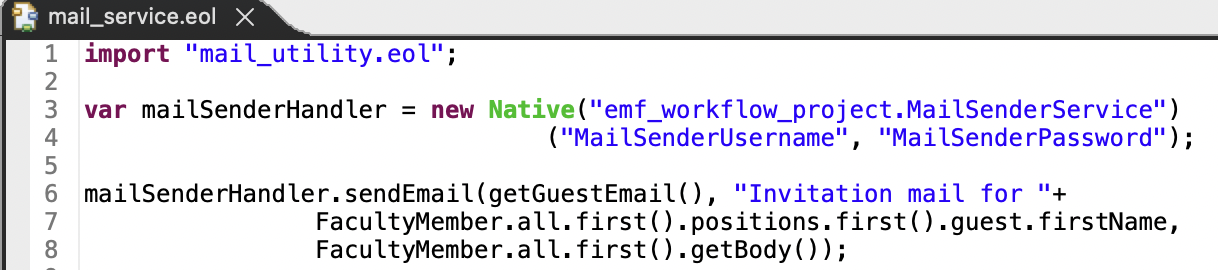 mail_service.eol
1 import "mail_utility.eol";
2
3 var mailSenderHandler = new Native("emf_workflow_project.MailSenderService")
4 ("MailSenderUsername", "MailSenderPassword");
5
6 mailSenderHandler.sendEmail(getGuestEmail(), "Invitation mail for "+
7 FacultyMember.all.first().positions.first().guest.firstName,
8 FacultyMember.all.first().getBody());